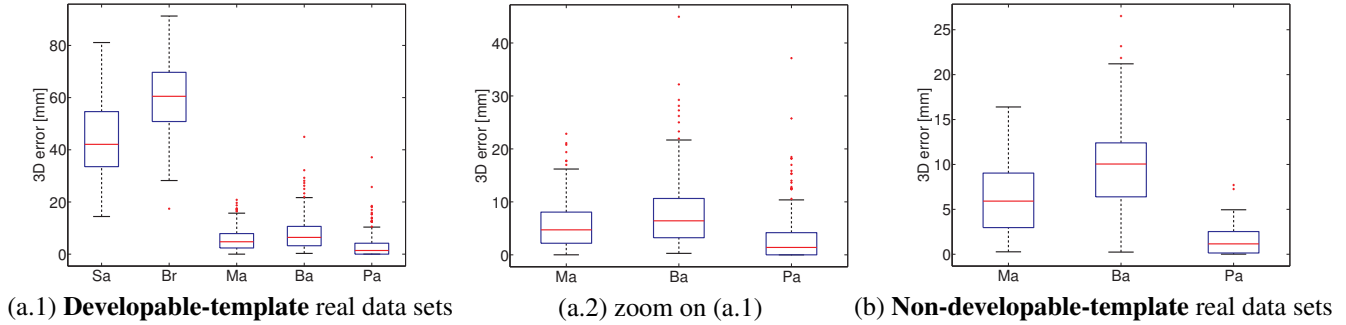 80
60
40
20
0
3D error [mm]
Sa Br Ma Ba Pa
40
30
20
10
0
3D error [mm]
Ma Ba Pa
25
20
15
10
5
0
3D error [mm]
Ma Ba Pa
(a.1) Developable-template real data sets
(a.2) zoom on (a.1)
(b) Non-developable-template real data sets